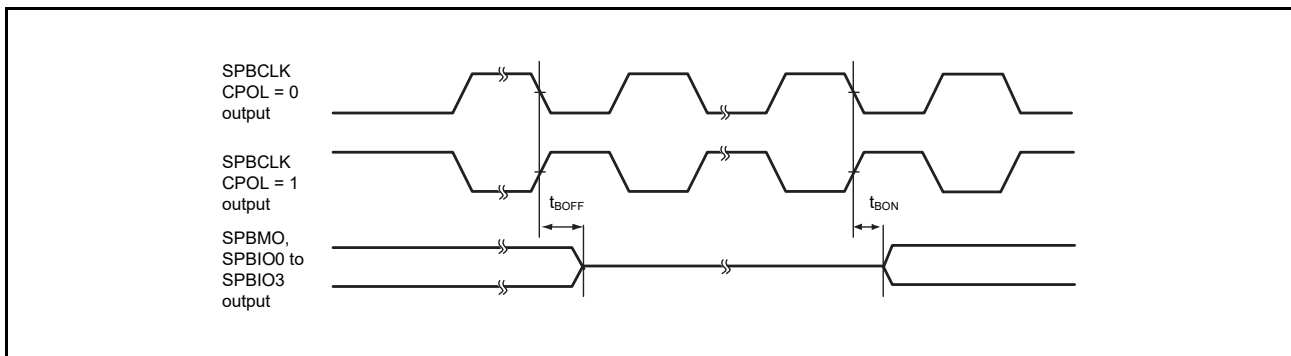 SPBCLK
CPOL = 0
output
SPBCLK
CPOL = 1
output
tBOFF
tBON
SPBMO,
SPBIO0 to
SPBIO3
output